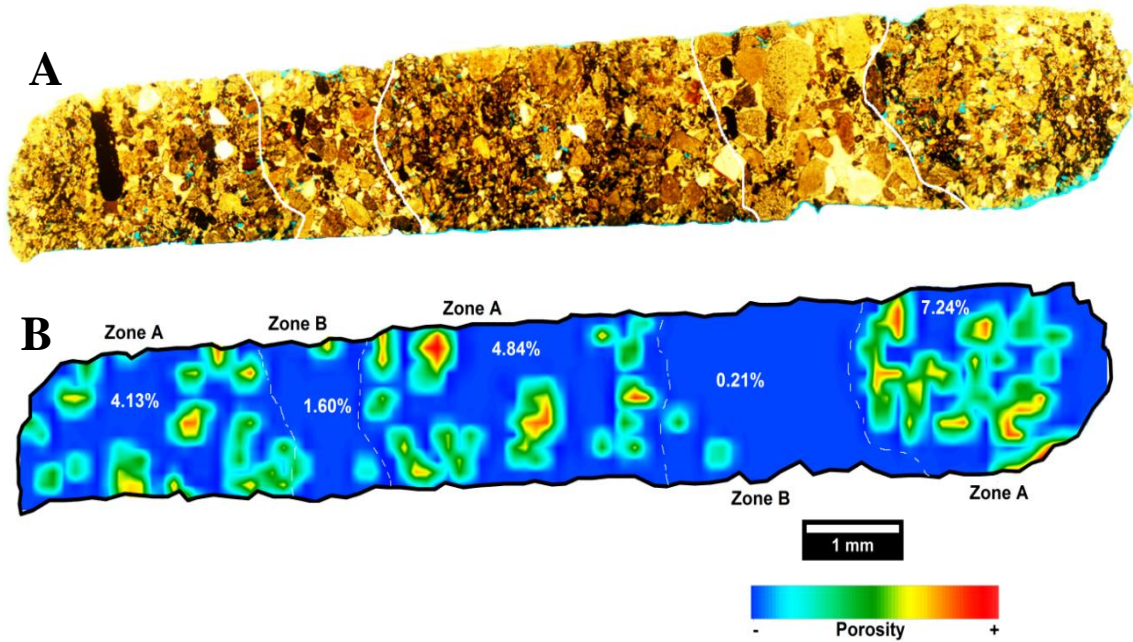 A
B
Zone A
Zone B
Zone A
7.24%
4.84%
4.13%
1.60%
0.21%
Zone B
Zone A
1 mm
- Porosity +